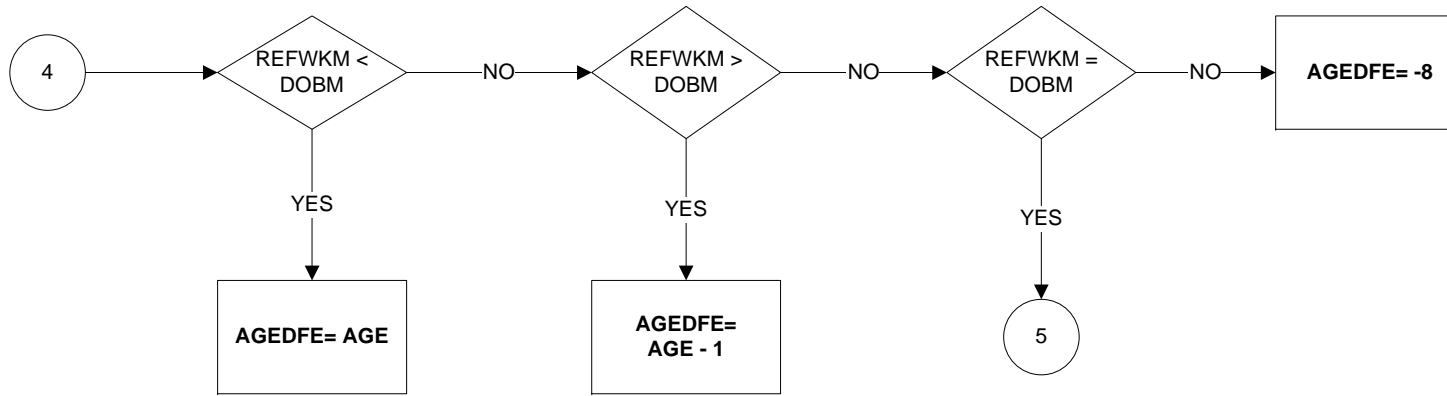 4
REFWKM <
DOBM
NO
REFWKM >
DOBM
NO
REFWKM =
DOBM
NO
AGEDFE= -8
YES
YES
YES
AGEDFE= AGE
AGEDFE=
AGE - 1
5